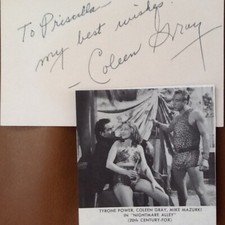 To Priscilla
my best wishes
- Coleen Gray
TYRONE POWER, COLEEN GRAY, MIKE MAZURKI
IN "NIGHTMARE ALLEY"
(20th CENTURY-FOX)